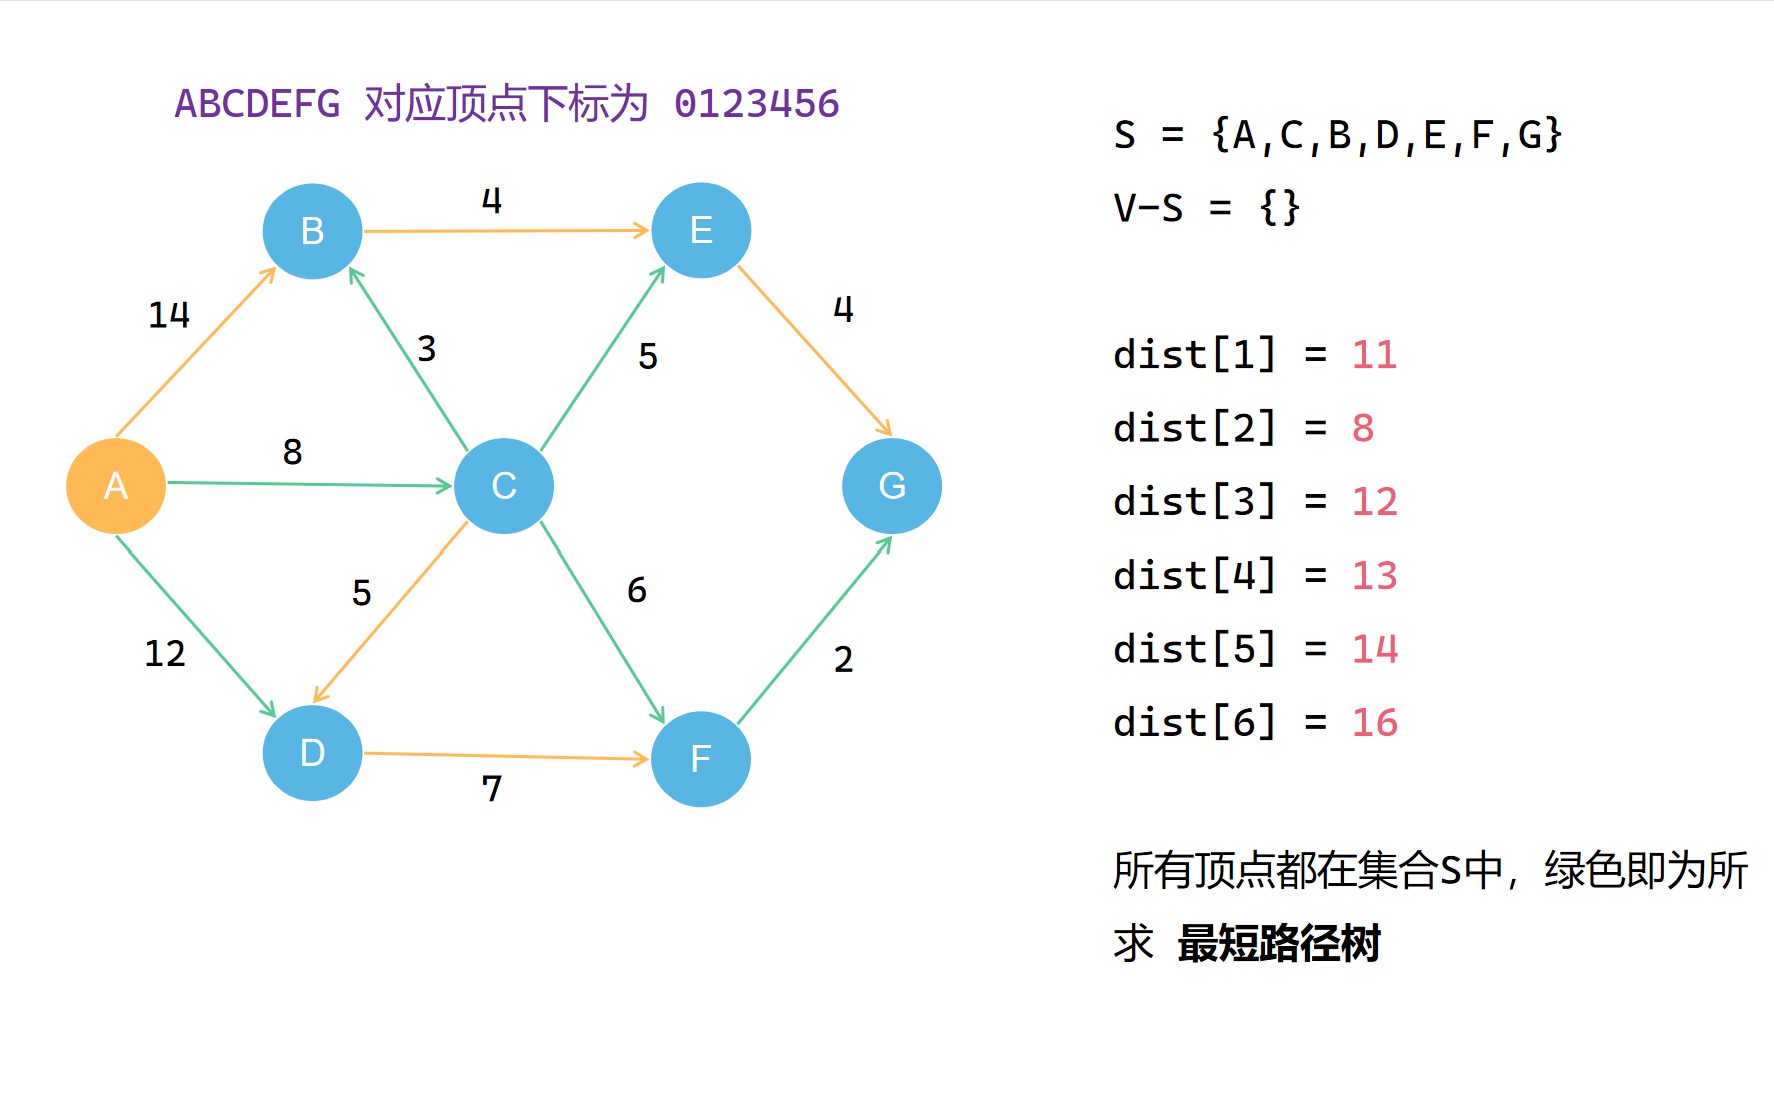 ABCDEFG 对应顶点下标为 0123456
S = {A,C,B,D,E,F,G}
V-S = {}
B
4
E
14
3
5
4
A
8
C
G
12
5
6
2
D
7
F
dist[1] = 11
dist[2] = 8
dist[3] = 12
dist[4] = 13
dist[5] = 14
dist[6] = 16
所有顶点都在集合S中，绿色即为所
求 最短路径树